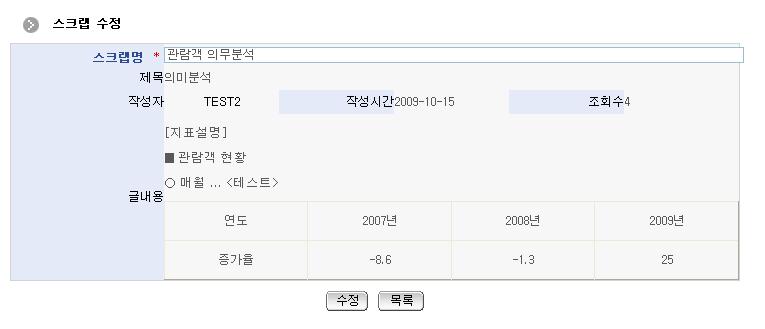 스크랩 수정
스크랩명 * 관람객 의무분석
제목 의미분석
작성자 TEST2 작성시간 2009-10-15 조회수 4
글내용
[지표설명]
■ 관람객 현황
○ 매월 ... <테스트>
연도 2007년 2008년 2009년
증가율 -8.6 -1.3 25
수정 목록